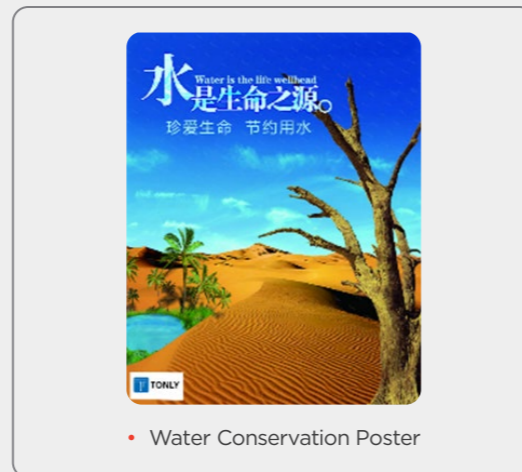 水
Water is the life wellhead
是生命之源。
珍爱生命 节约用水
TONLY
• Water Conservation Poster